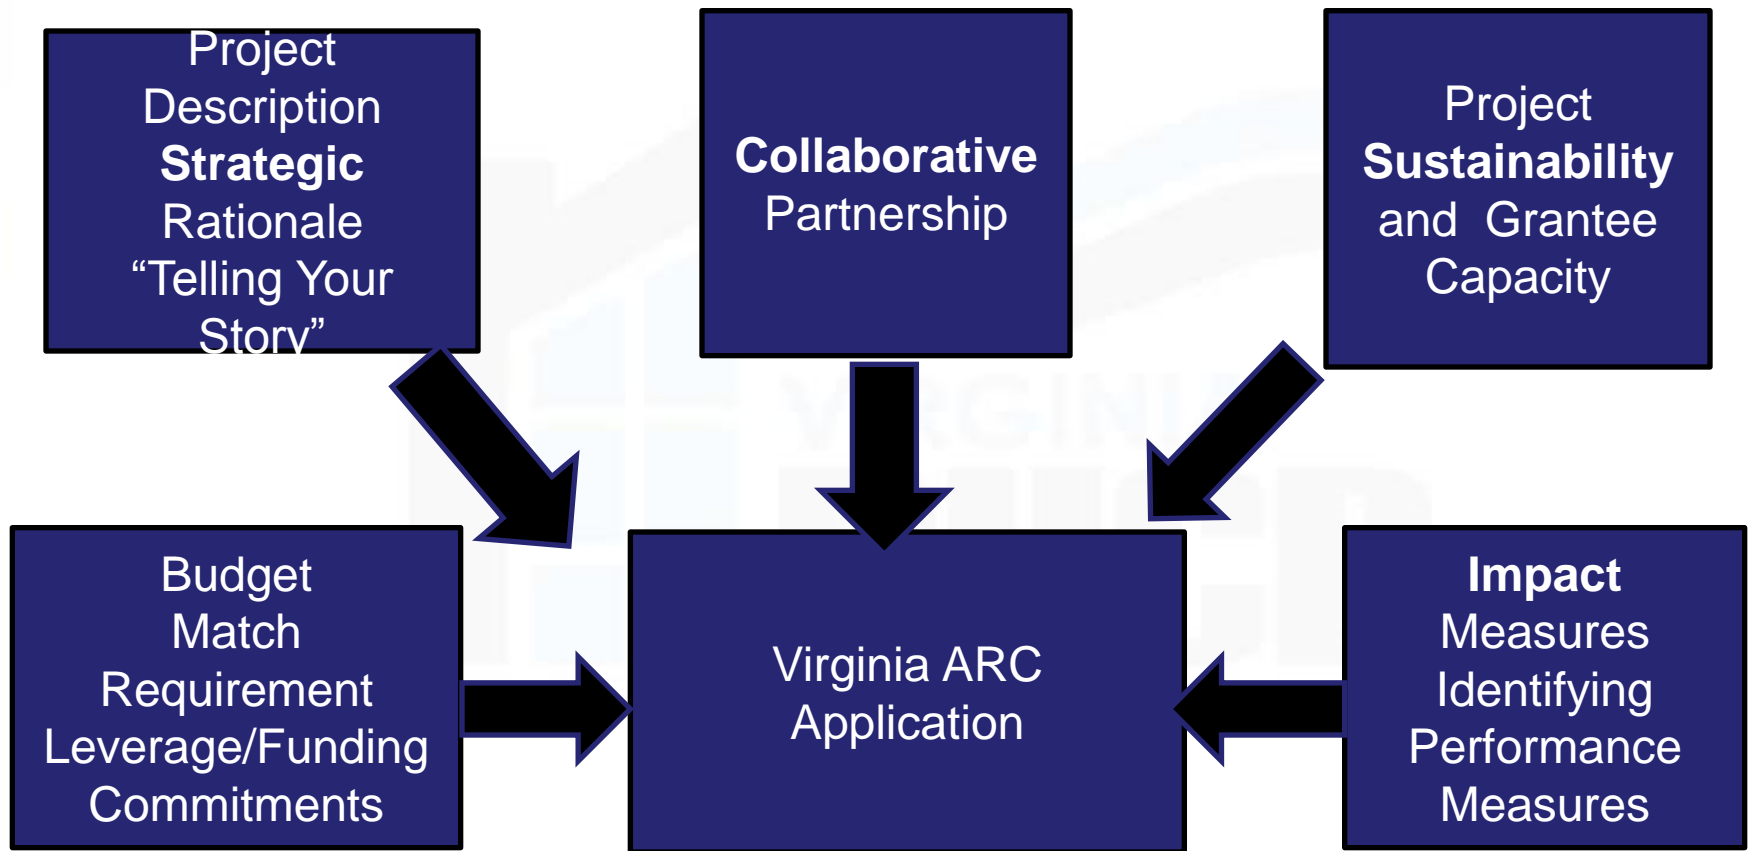 Project
Description
Strategic
Rationale
“Telling Your
Story”
Collaborative
Partnership
Project
Sustainability
and  Grantee
Capacity
Budget
Match
Requirement
Leverage/Funding
Commitments
Virginia ARC
Application
Impact
Measures
Identifying
Performance
Measures